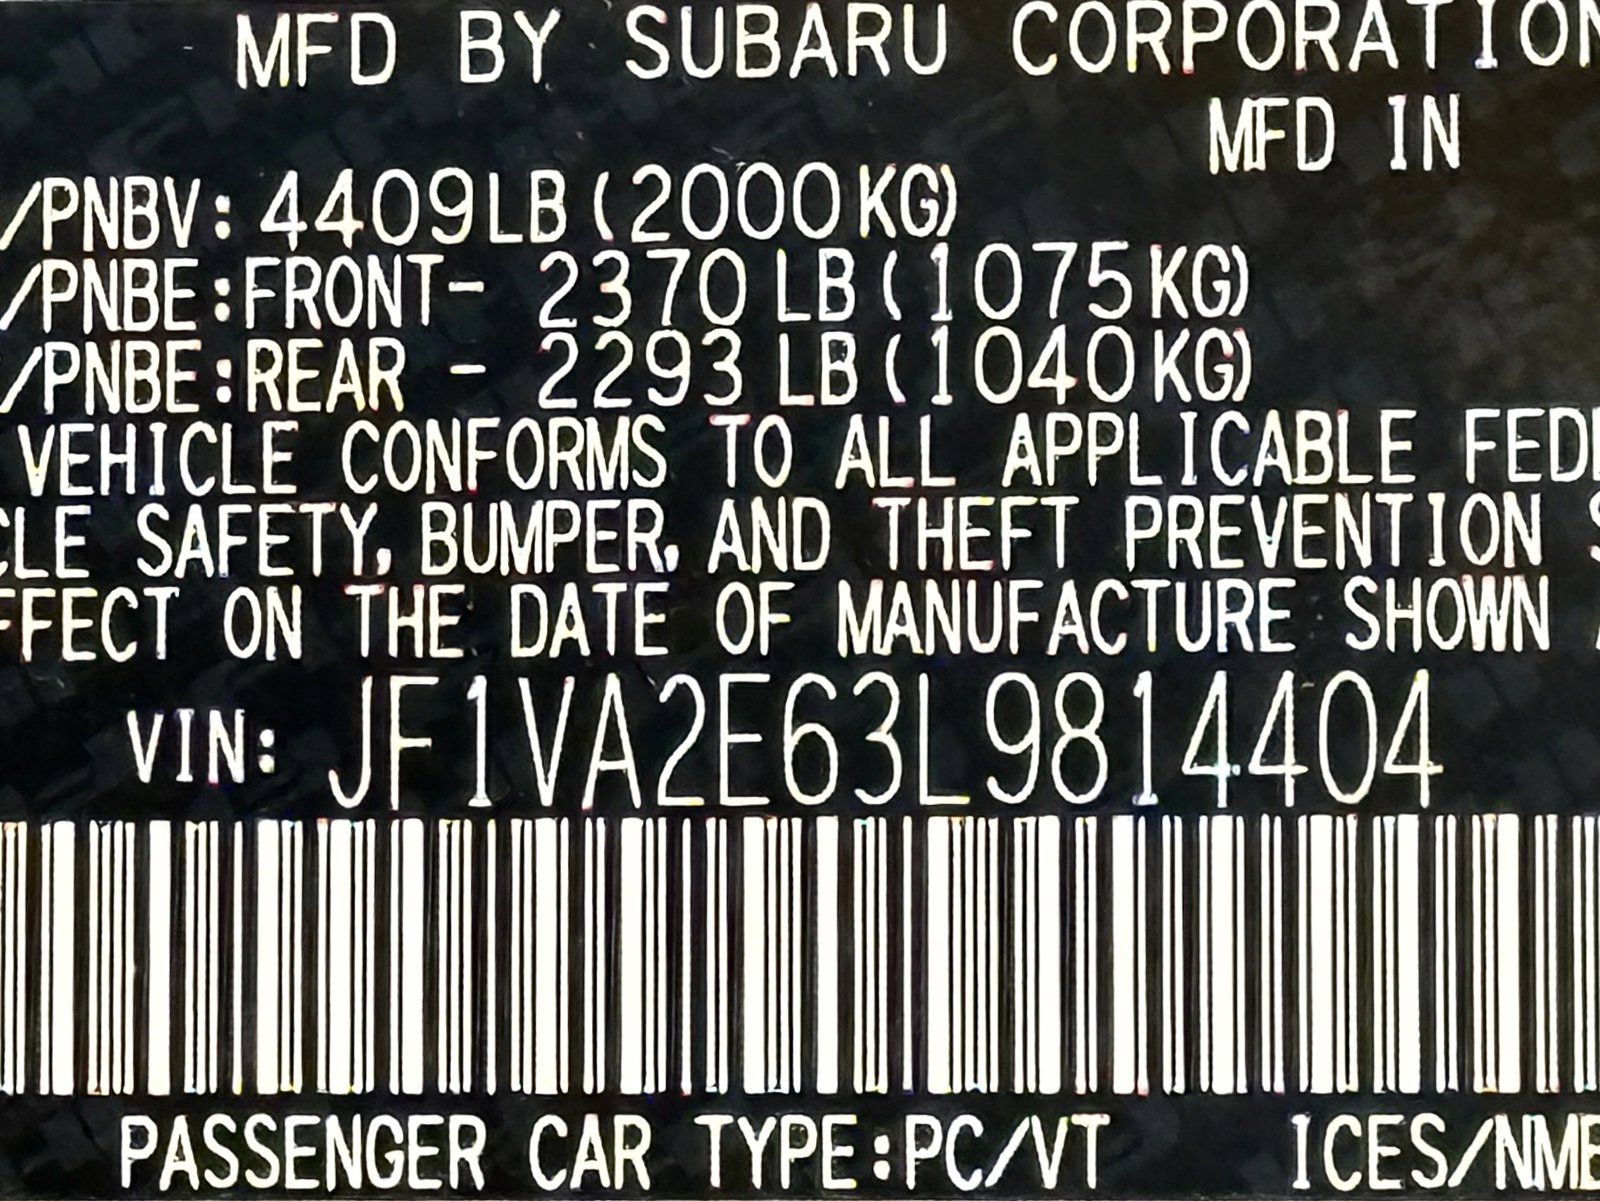 MFD BY SUBARU CORPORATION
MFD IN
/PNBV: 4409LB (2000KG)
/PNBE:FRONT- 2370 LB (1075KG)
/PNBE:REAR - 2293 LB (1040KG)
VEHICLE CONFORMS TO ALL APPLICABLE FEDE
CLE SAFETY, BUMPER, AND THEFT PREVENTION S
FFECT ON THE DATE OF MANUFACTURE SHOWN
VIN: JF1VA2E63L9814404
PASSENGER CAR TYPE:PC/VT ICES/NMB